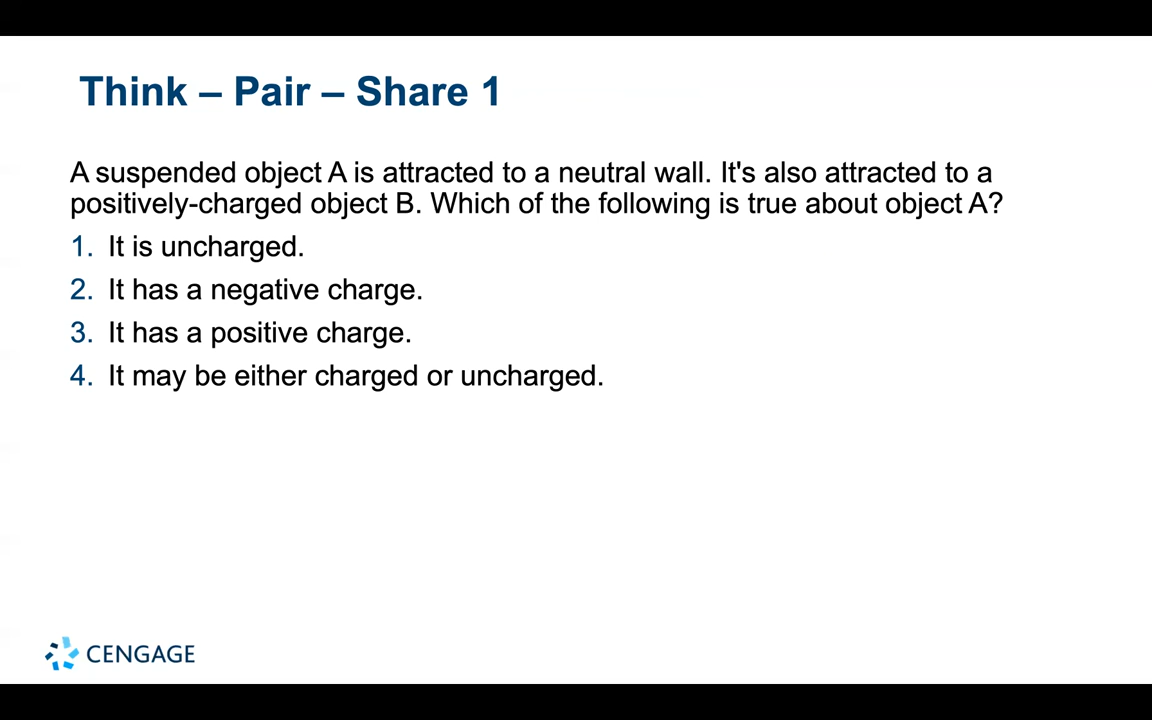 Think – Pair – Share 1
A suspended object A is attracted to a neutral wall. It's also attracted to a
positively-charged object B. Which of the following is true about object A?
1. It is uncharged.
2. It has a negative charge.
3. It has a positive charge.
4. It may be either charged or uncharged.
CENGAGE